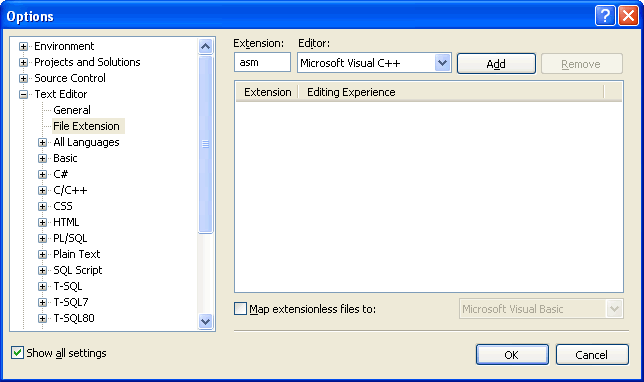 Options
Environment
Projects and Solutions
Source Control
Text Editor
General
File Extension
All Languages
Basic
C#
C/C++
CSS
HTML
PL/SQL
Plain Text
SQL Script
T-SQL
T-SQL7
T-SQL80
Show all settings
Extension: Editor:
asm Microsoft Visual C++ Add Remove
Extension Editing Experience
Map extensionless files to: Microsoft Visual Basic
OK Cancel